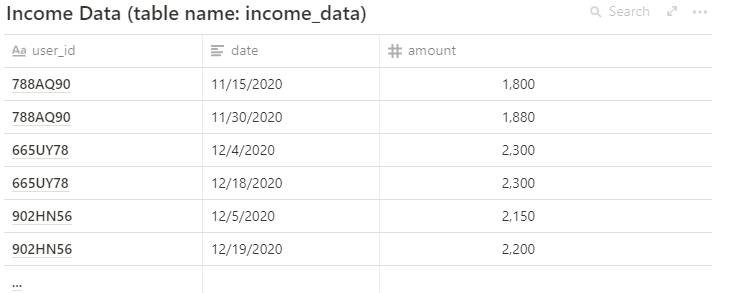 Income Data (table name: income_data) Search ...
Aa user_id date # amount
788AQ90 11/15/2020 1,800
788AQ90 11/30/2020 1,880
665UY78 12/4/2020 2,300
665UY78 12/18/2020 2,300
902HN56 12/5/2020 2,150
902HN56 12/19/2020 2,200
...